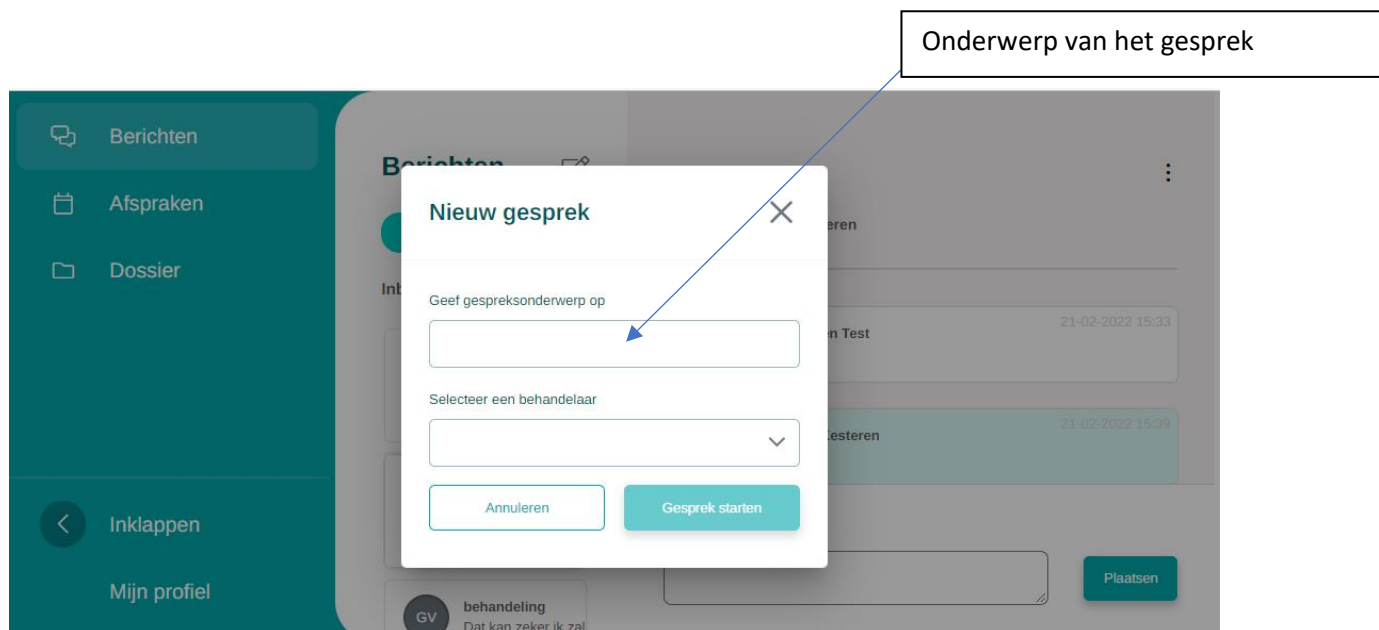 Onderwerp van het gesprek
Berichten
Afspraken
Dossier
Inklappen
Mijn profiel
Berichten
Nieuw gesprek
Geef gespreksonderwerp op
Selecteer een behandelaar
Annuleren
Gesprek starten
21-02-2022 15:33
Test
21-02-2022 15:39
Plaatsen
GV
behandeling
Dat kan zeker ik zal